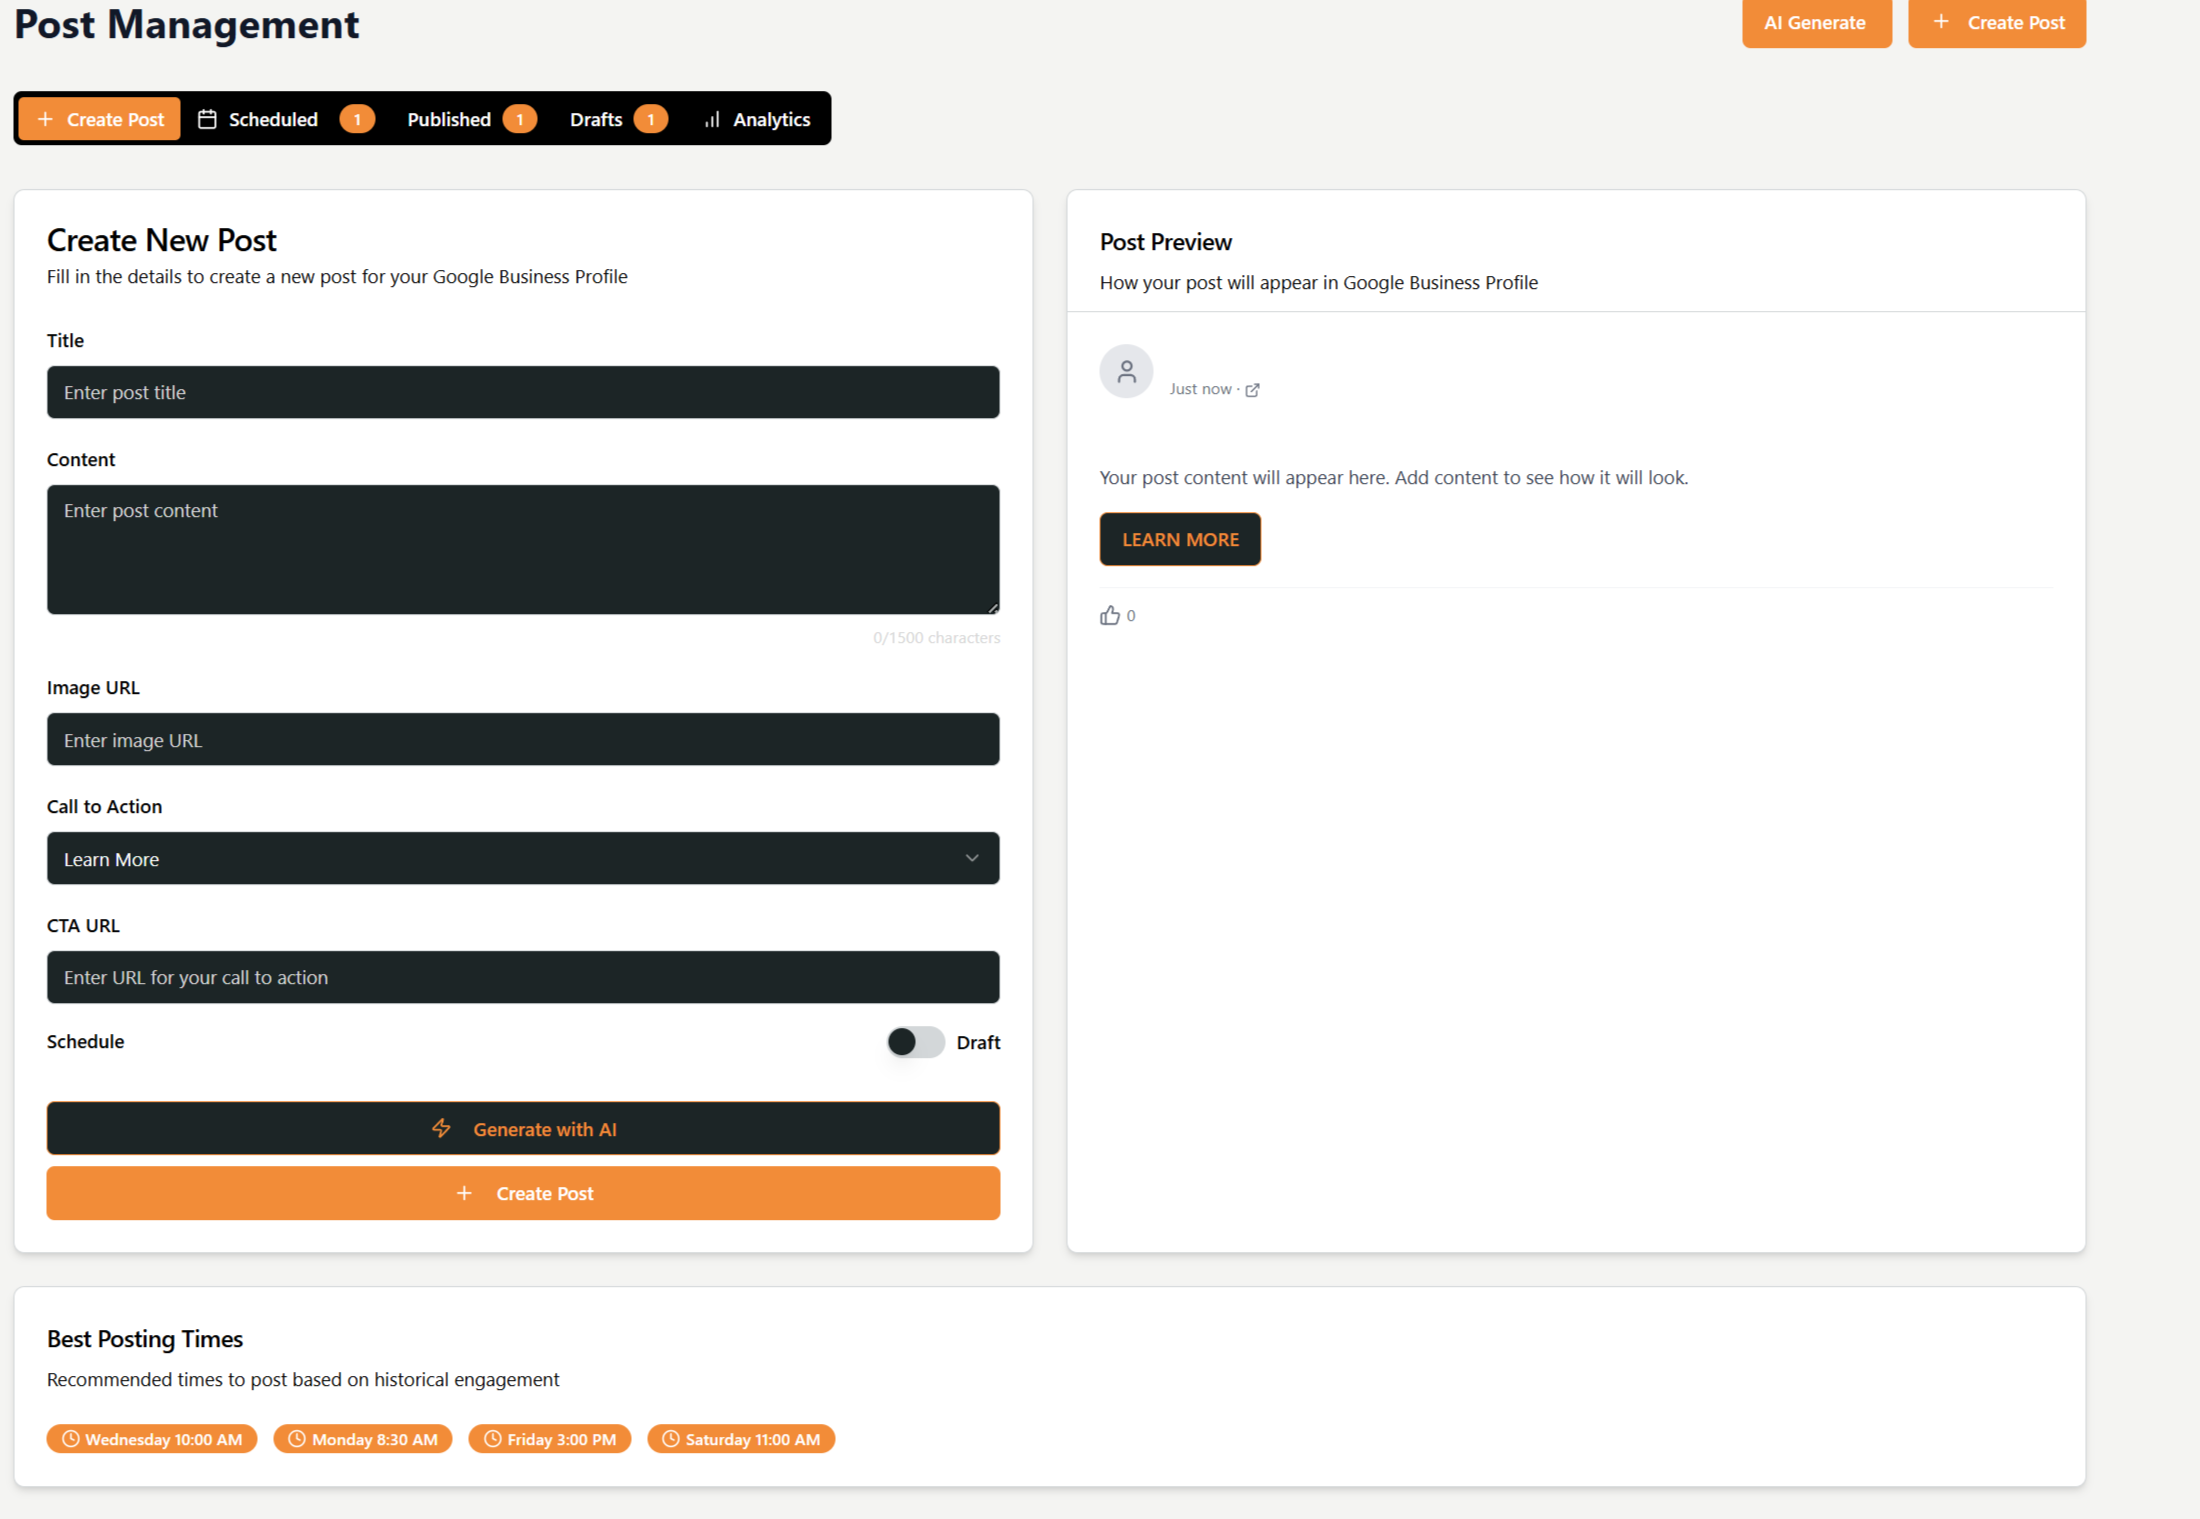 Post Management
AI Generate
Create Post
Create Post
Scheduled 1
Published 1
Drafts 1
Analytics
Create New Post
Fill in the details to create a new post for your Google Business Profile
Title
Enter post title
Content
Enter post content
0/1500 characters
Image URL
Enter image URL
Call to Action
Learn More
CTA URL
Enter URL for your call to action
Schedule
Draft
Generate with AI
Create Post
Post Preview
How your post will appear in Google Business Profile
Just now ·
Your post content will appear here. Add content to see how it will look.
LEARN MORE
0
Best Posting Times
Recommended times to post based on historical engagement
Wednesday 10:00 AM
Monday 8:30 AM
Friday 3:00 PM
Saturday 11:00 AM